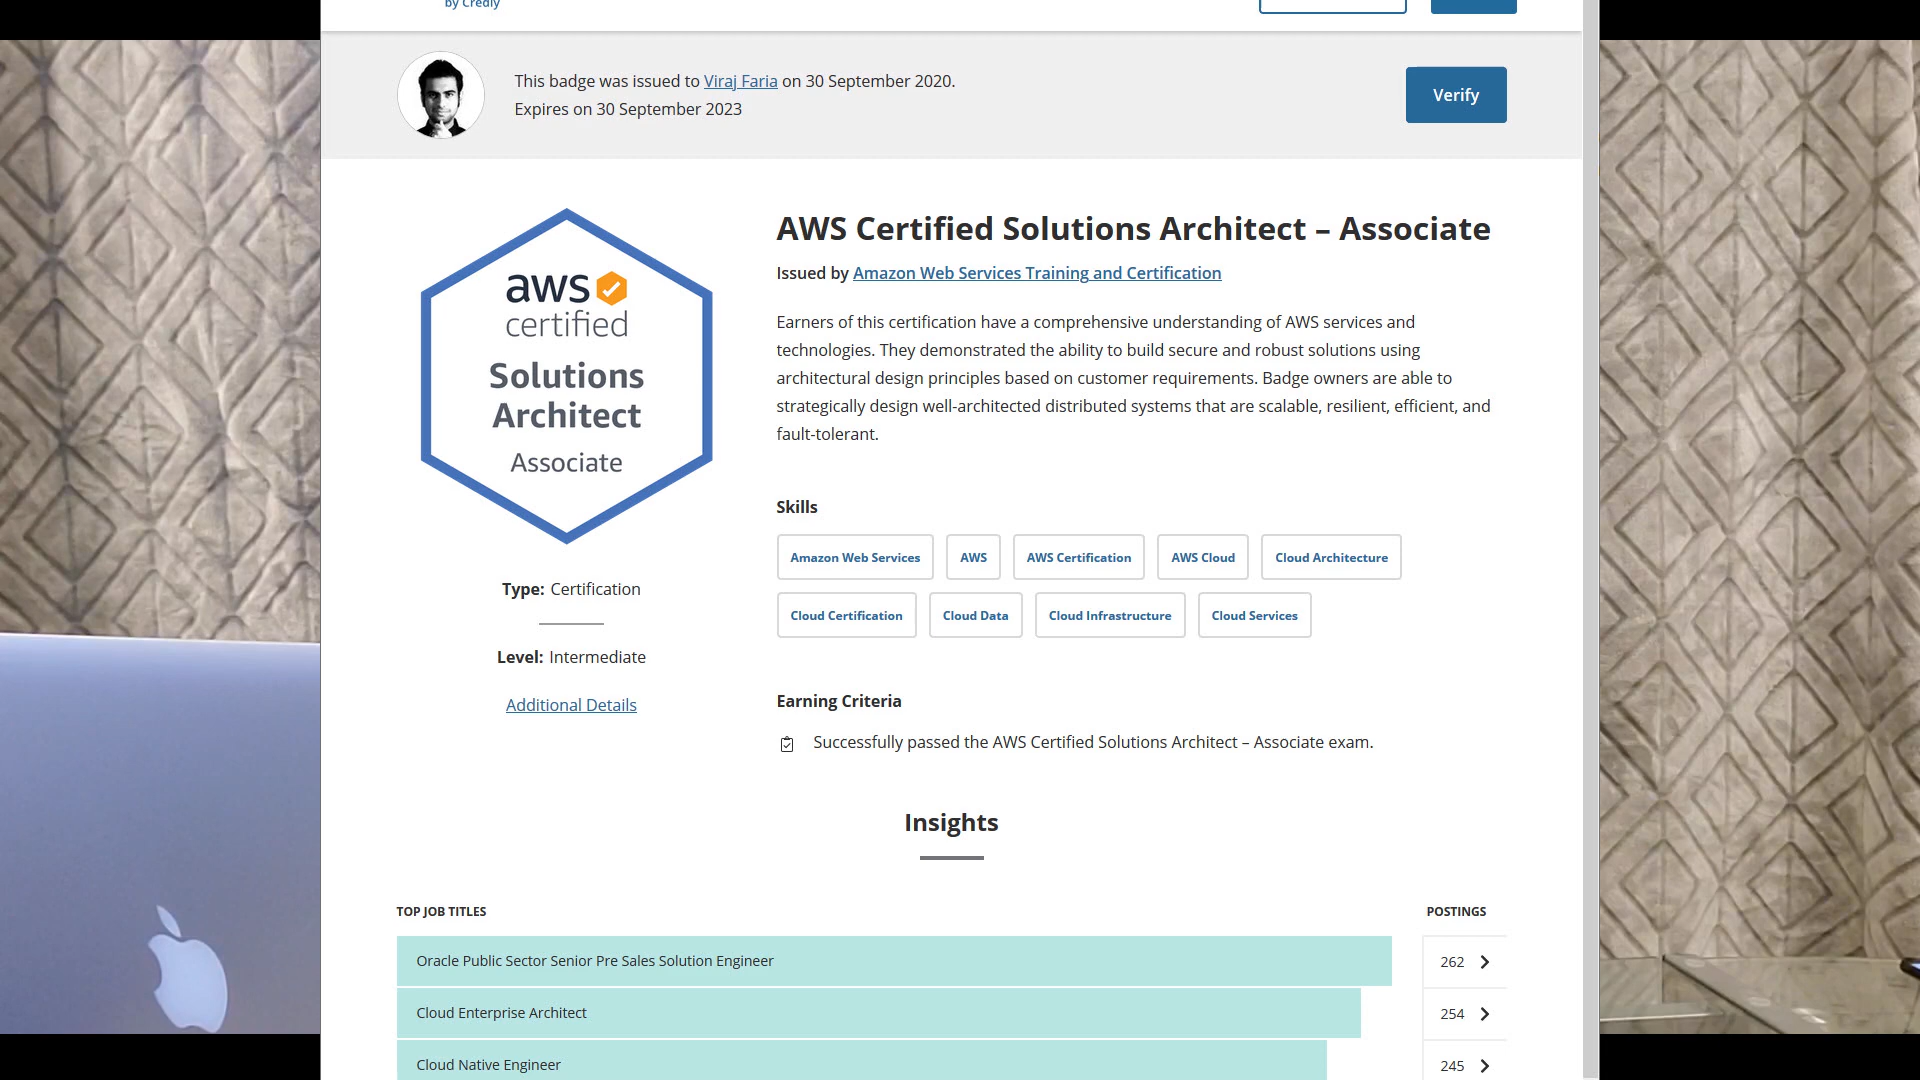 by Credly
This badge was issued to Viraj Faria on 30 September 2020.
Expires on 30 September 2023
Verify
aws
certified
Solutions
Architect
Associate
Type: Certification
Level: Intermediate
Additional Details
AWS Certified Solutions Architect – Associate
Issued by Amazon Web Services Training and Certification
Earners of this certification have a comprehensive understanding of AWS services and
technologies. They demonstrated the ability to build secure and robust solutions using
architectural design principles based on customer requirements. Badge owners are able to
strategically design well-architected distributed systems that are scalable, resilient, efficient, and
fault-tolerant.
Skills
Amazon Web Services AWS AWS Certification AWS Cloud Cloud Architecture
Cloud Certification Cloud Data Cloud Infrastructure Cloud Services
Earning Criteria
Successfully passed the AWS Certified Solutions Architect – Associate exam.
Insights
TOP JOB TITLES POSTINGS
Oracle Public Sector Senior Pre Sales Solution Engineer 262
Cloud Enterprise Architect 254
Cloud Native Engineer 245